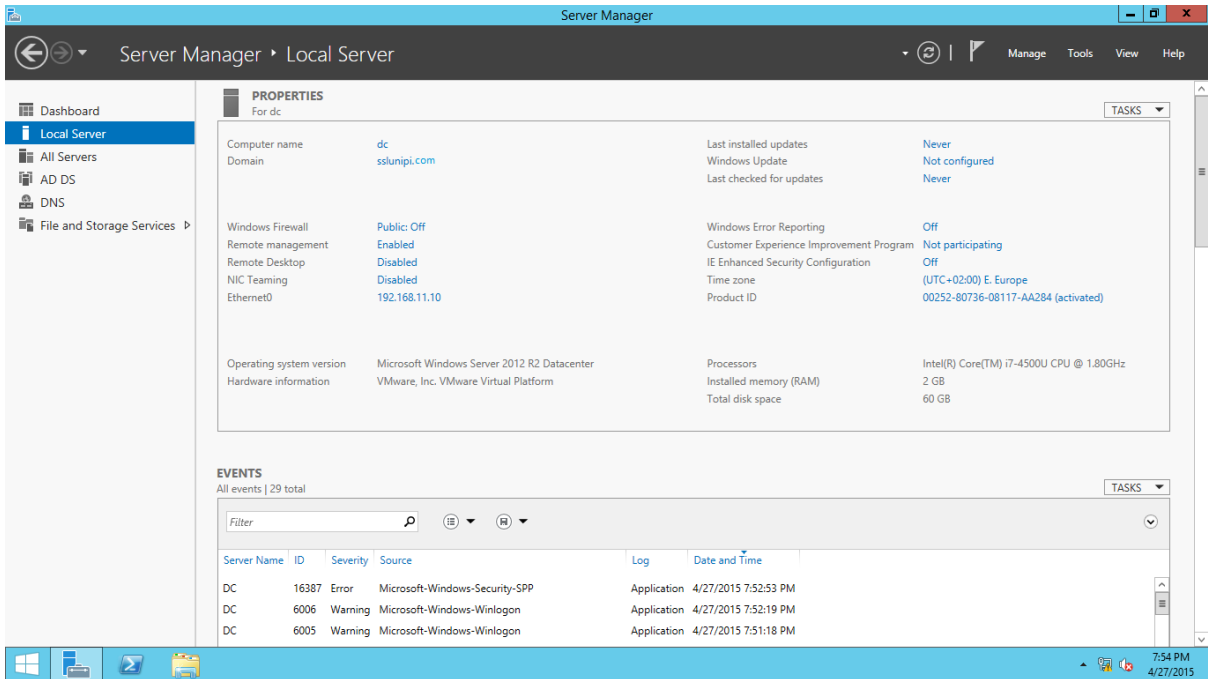 Server Manager
Server Manager • Local Server
Manage Tools View Help
Dashboard
Local Server
All Servers
AD DS
DNS
File and Storage Services
PROPERTIES
For dc
TASKS
Computer name dc Last installed updates Never
Domain sslunipi.com Windows Update Not configured
Last checked for updates Never
Windows Firewall Public: Off Windows Error Reporting Off
Remote management Enabled Customer Experience Improvement Program Not participating
Remote Desktop Disabled IE Enhanced Security Configuration Off
NIC Teaming Disabled Time zone (UTC+02:00) E. Europe
Ethernet0 192.168.11.10 Product ID 00252-80736-08117-AA284 (activated)
Operating system version Microsoft Windows Server 2012 R2 Datacenter Processors Intel(R) Core(TM) i7-4500U CPU @ 1.80GHz
Hardware information VMware, Inc. VMware Virtual Platform Installed memory (RAM) 2 GB
Total disk space 60 GB
EVENTS
All events | 29 total
TASKS
Filter
Server Name ID Severity Source Log Date and Time
DC 16387 Error Microsoft-Windows-Security-SPP Application 4/27/2015 7:52:53 PM
DC 6006 Warning Microsoft-Windows-Winlogon Application 4/27/2015 7:52:19 PM
DC 6005 Warning Microsoft-Windows-Winlogon Application 4/27/2015 7:51:18 PM
7:54 PM
4/27/2015